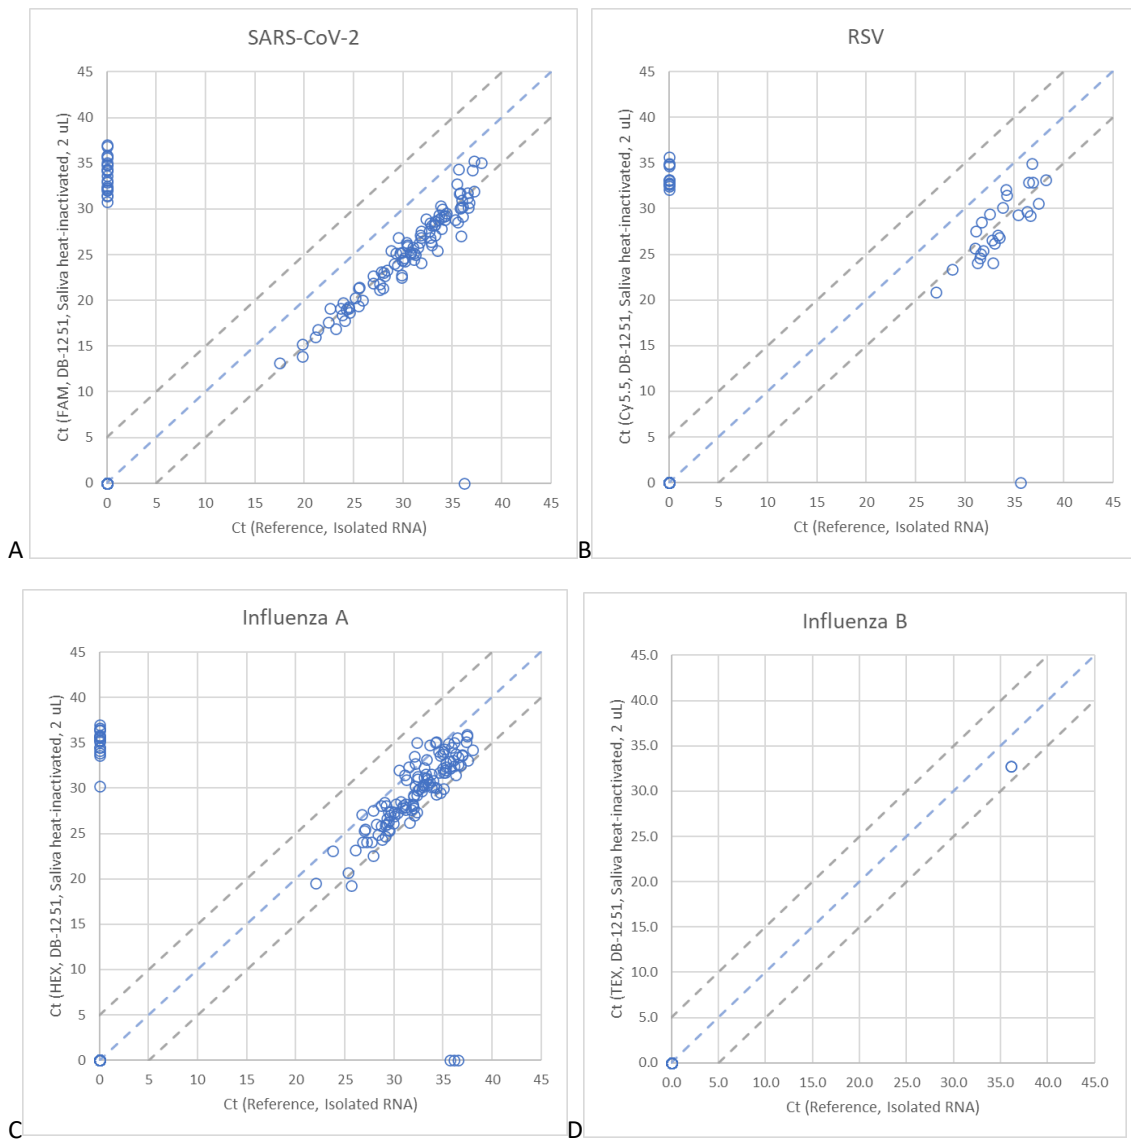 SARS-CoV-2
Ct (FAM, DB-1251, Saliva heat-inactivated, 2 uL)
45
40
35
30
25
20
15
10
5
0
0 5 10 15 20 25 30 35 40 45
Ct (Reference, Isolated RNA)
A
RSV
Ct (Cy5.5, DB-1251, Saliva heat-inactivated, 2 uL)
45
40
35
30
25
20
15
10
5
0
0 5 10 15 20 25 30 35 40 45
Ct (Reference, Isolated RNA)
B
Influenza A
Ct (HEX, DB-1251, Saliva heat-inactivated, 2 uL)
45
40
35
30
25
20
15
10
5
0
0 5 10 15 20 25 30 35 40 45
Ct (Reference, Isolated RNA)
C
Influenza B
Ct (TEX, DB-1251, Saliva heat-inactivated, 2 uL)
45.0
40.0
35.0
30.0
25.0
20.0
15.0
10.0
5.0
0.0
0.0 5.0 10.0 15.0 20.0 25.0 30.0 35.0 40.0 45.0
Ct (Reference, Isolated RNA)
D